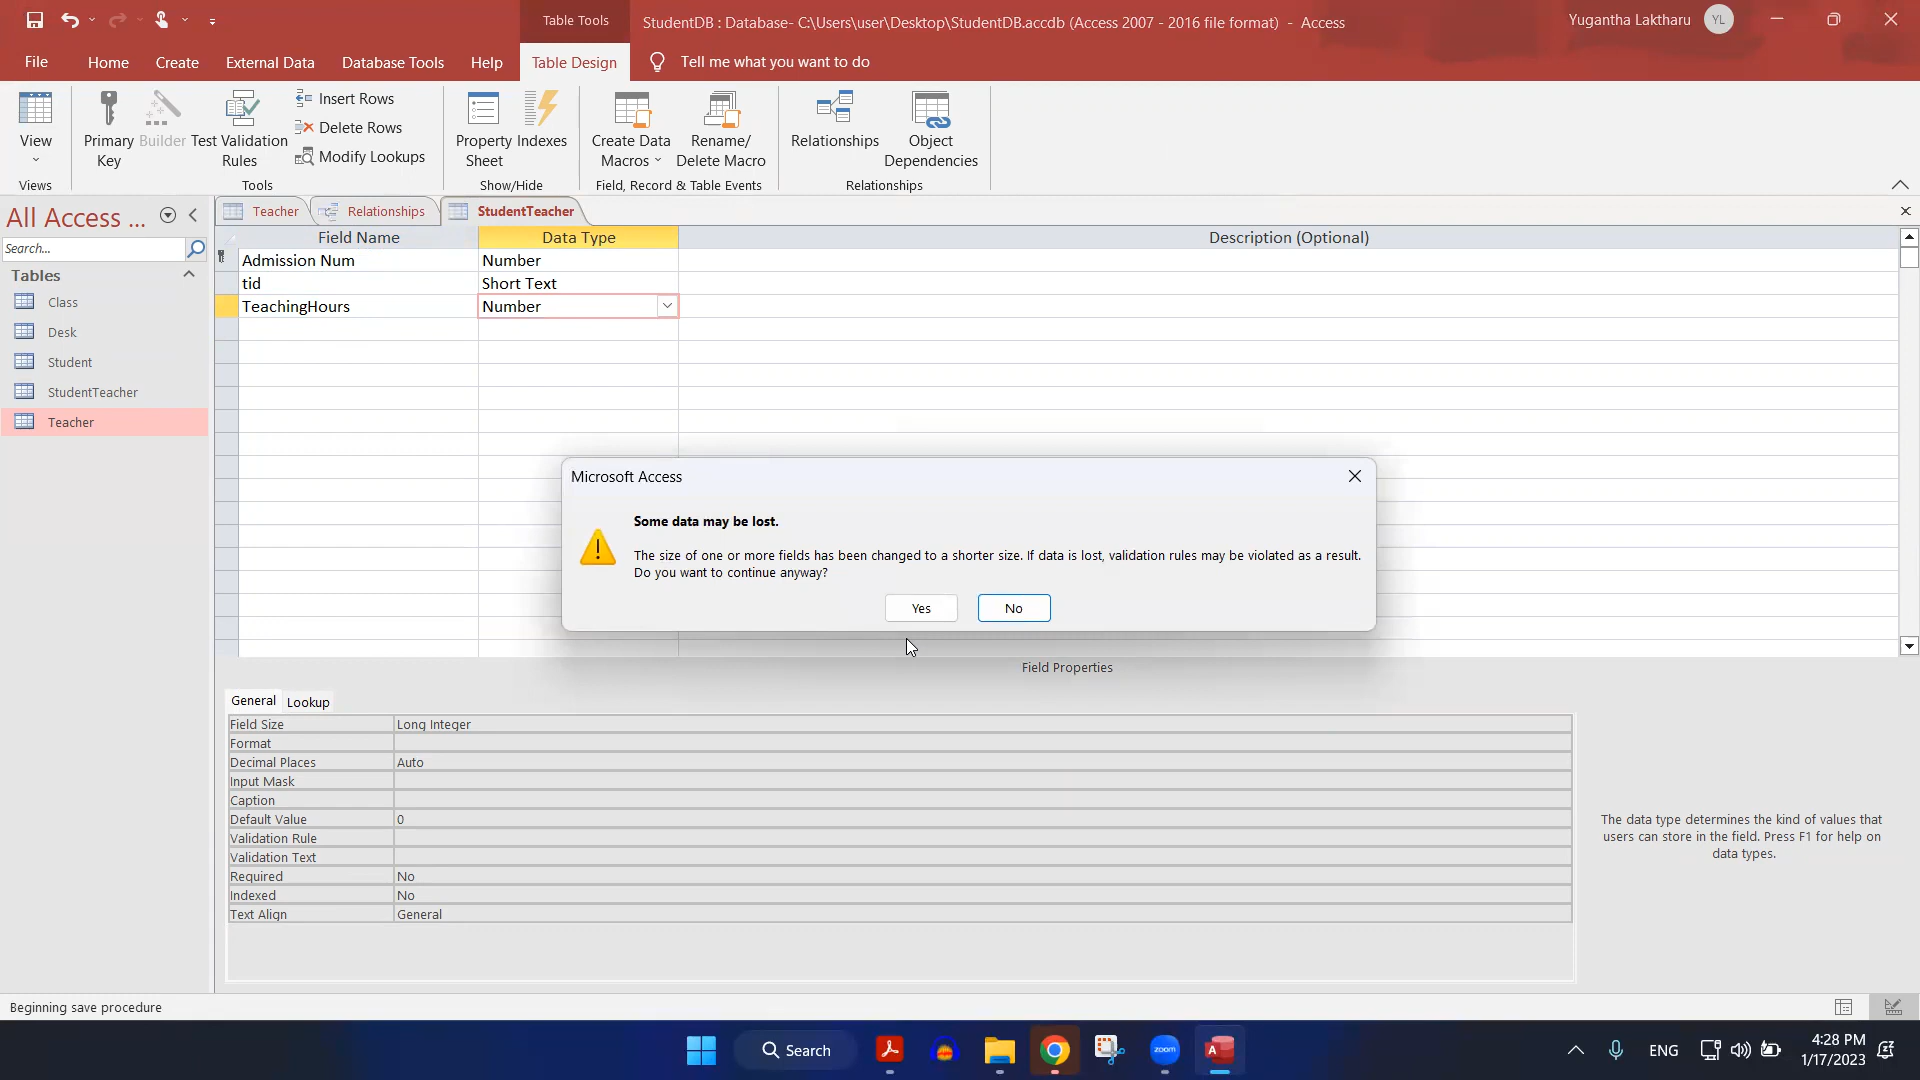 Table Tools
StudentDB : Database- C:\Users\user\Desktop\StudentDB.accdb (Access 2007 - 2016 file format) - Access
Yugantha Laktharu
YL
File
Home
Create
External Data
Database Tools
Help
Table Design
Tell me what you want to do
View
Primary Key
Builder
Test Validation Rules
Insert Rows
Delete Rows
Modify Lookups
Property Sheet
Indexes
Create Data Macros
Rename/ Delete Macro
Relationships
Object Dependencies
Views
Tools
Show/Hide
Field, Record & Table Events
Relationships
All Access ...
Search...
Tables
Class
Desk
Student
StudentTeacher
Teacher
Teacher
Relationships
StudentTeacher
Field Name
Data Type
Description (Optional)
Admission Num
Number
tid
Short Text
TeachingHours
Number
Microsoft Access
Some data may be lost.
The size of one or more fields has been changed to a shorter size. If data is lost, validation rules may be violated as a result.
Do you want to continue anyway?
Yes
No
Field Properties
General
Lookup
Field Size
Long Integer
Format
Decimal Places
Auto
Input Mask
Caption
Default Value
0
Validation Rule
Validation Text
Required
No
Indexed
No
Text Align
General
The data type determines the kind of values that
users can store in the field. Press F1 for help on
data types.
Beginning save procedure
Search
zoom
ENG
4:28 PM
1/17/2023